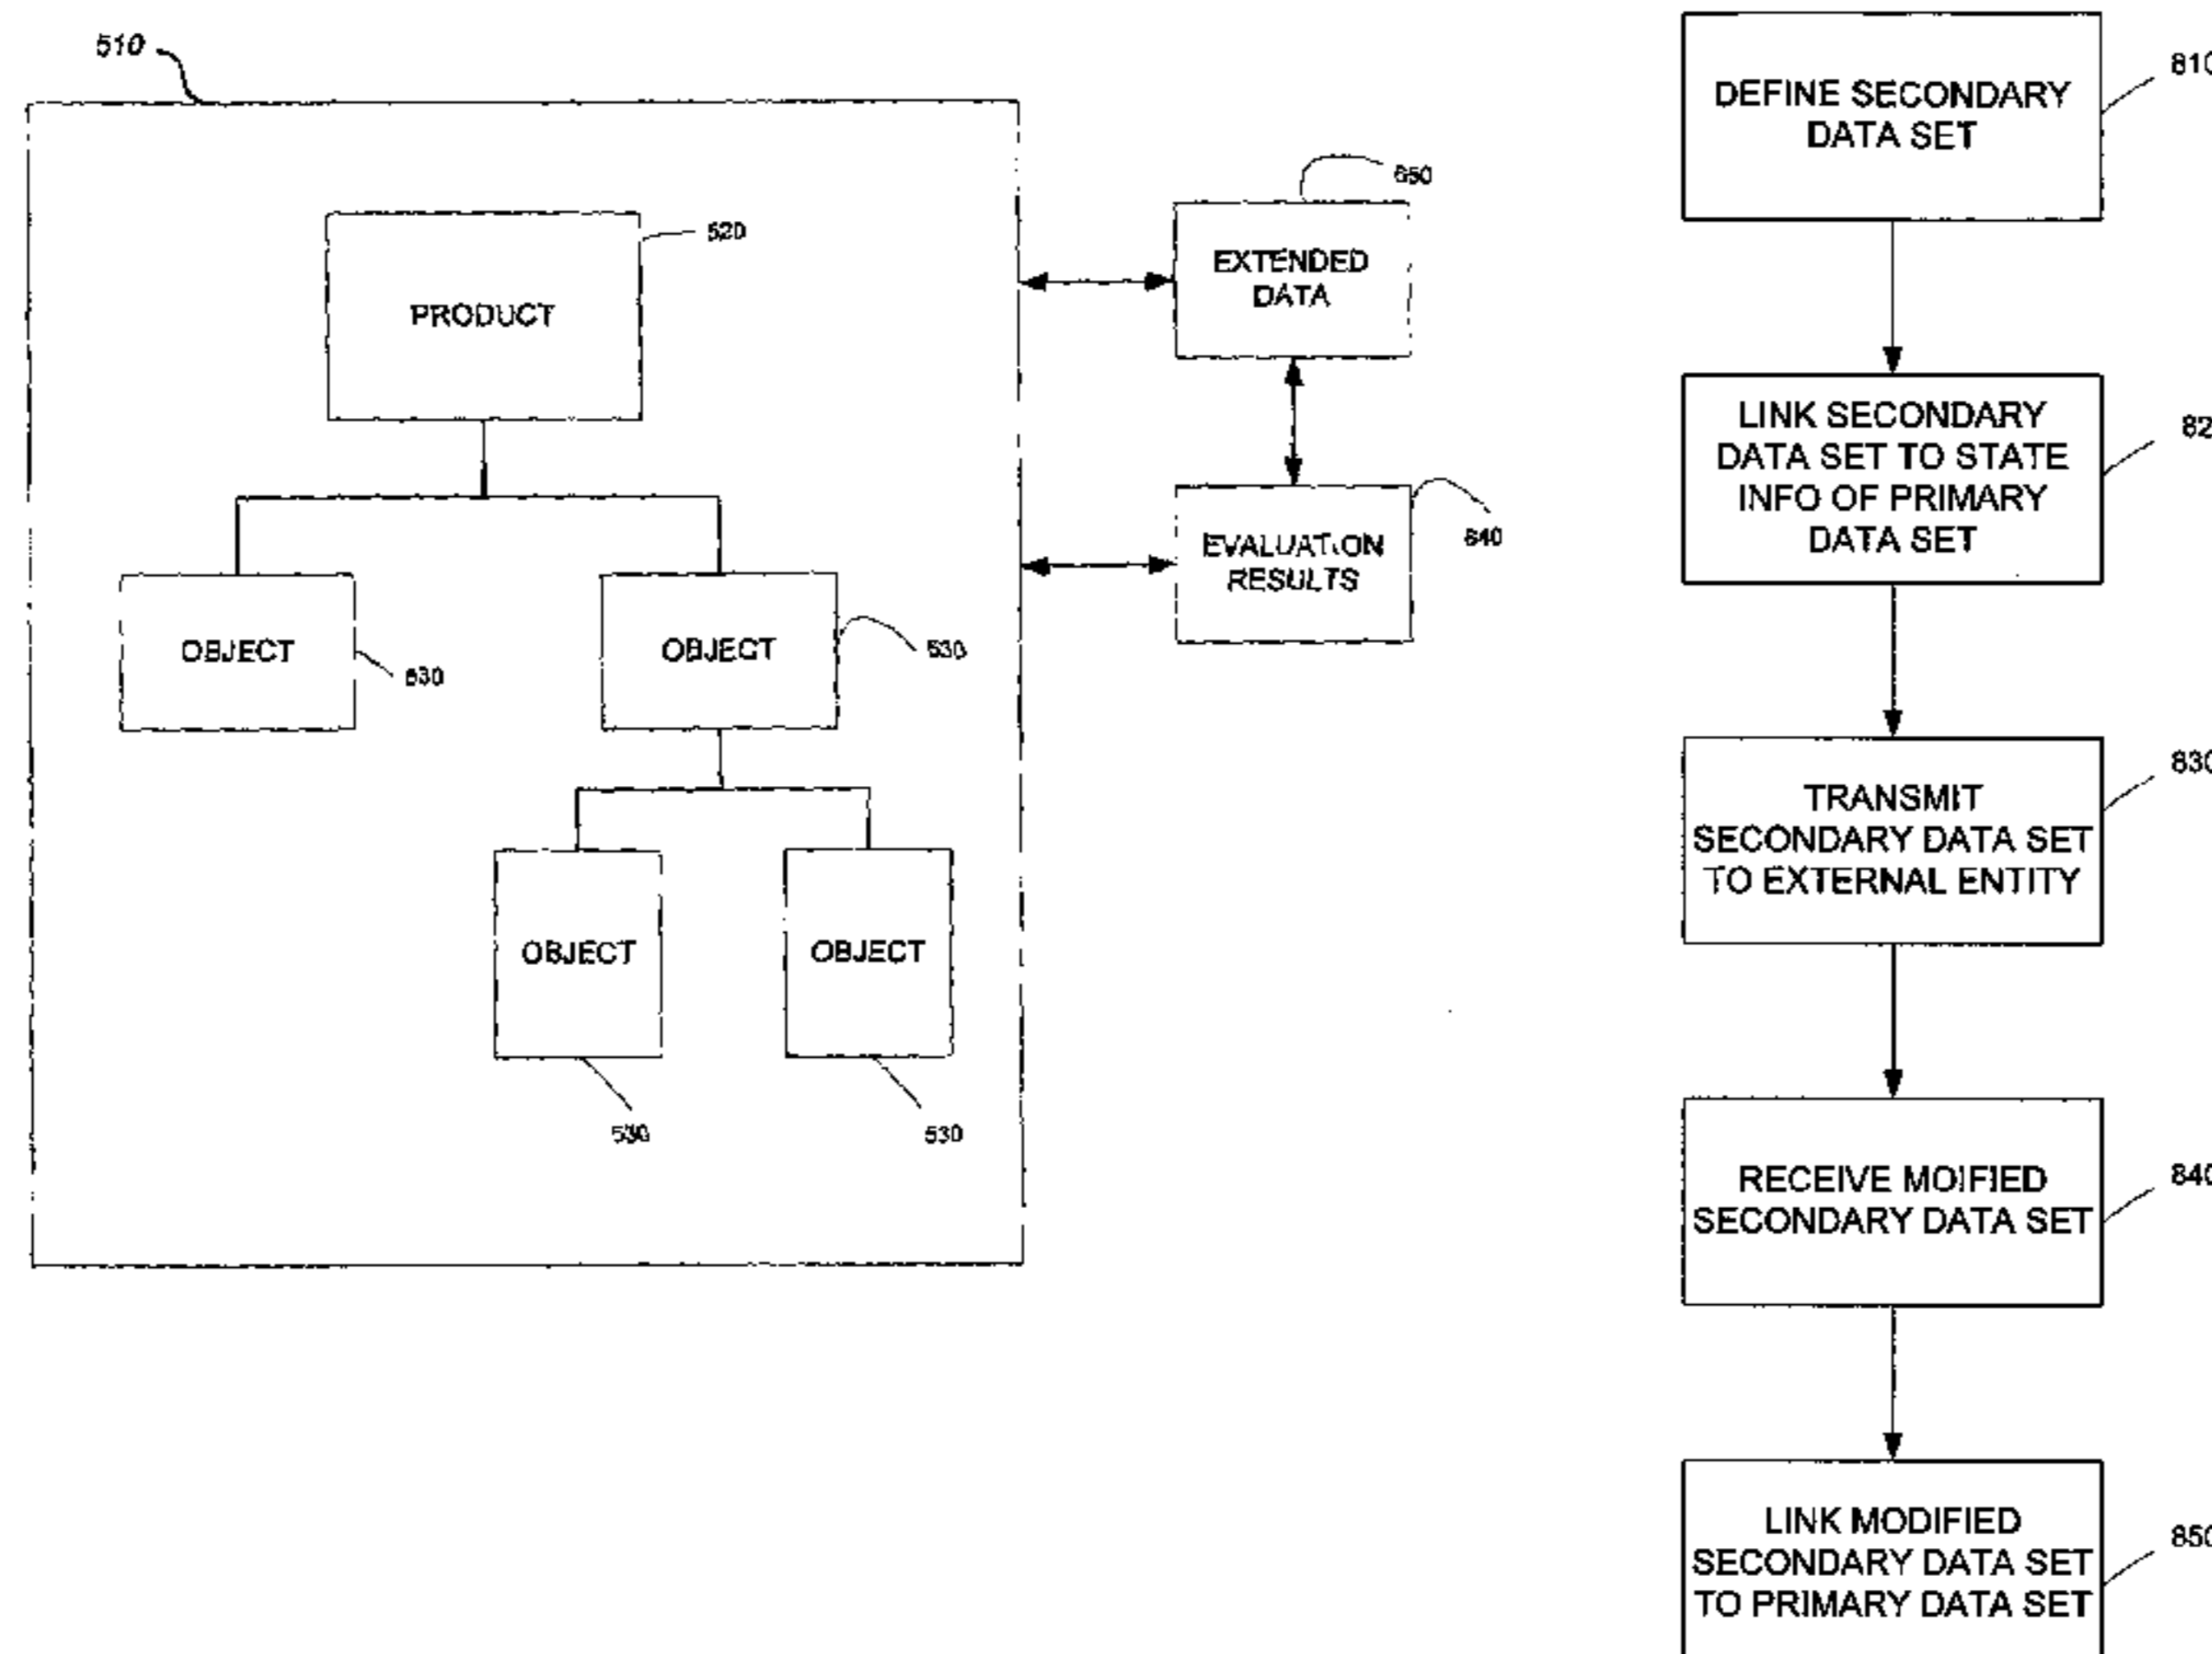 510
PRODUCT
520
OBJECT
530
OBJECT
530
OBJECT
530
OBJECT
530
EXTENDED
DATA
EVALUATION
RESULTS
DEFINE SECONDARY
DATA SET
810
LINK SECONDARY
DATA SET TO STATE
INFO OF PRIMARY
DATA SET
TRANSMIT
SECONDARY DATA SET
TO EXTERNAL ENTITY
830
RECEIVE MOIFIED
SECONDARY DATA SET
840
LINK MODIFIED
SECONDARY DATA SET
TO PRIMARY DATA SET
850